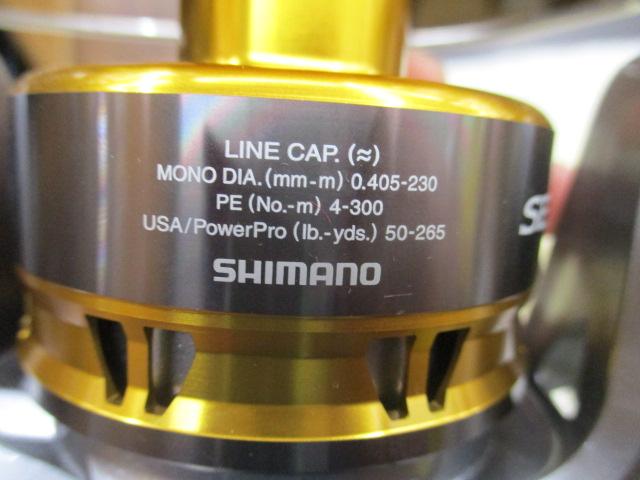 LINE CAP. (≈)
MONO DIA.(mm-m) 0.405-230
PE (No.-m) 4-300
USA/PowerPro (lb.-yds.) 50-265
SHIMANO
SE